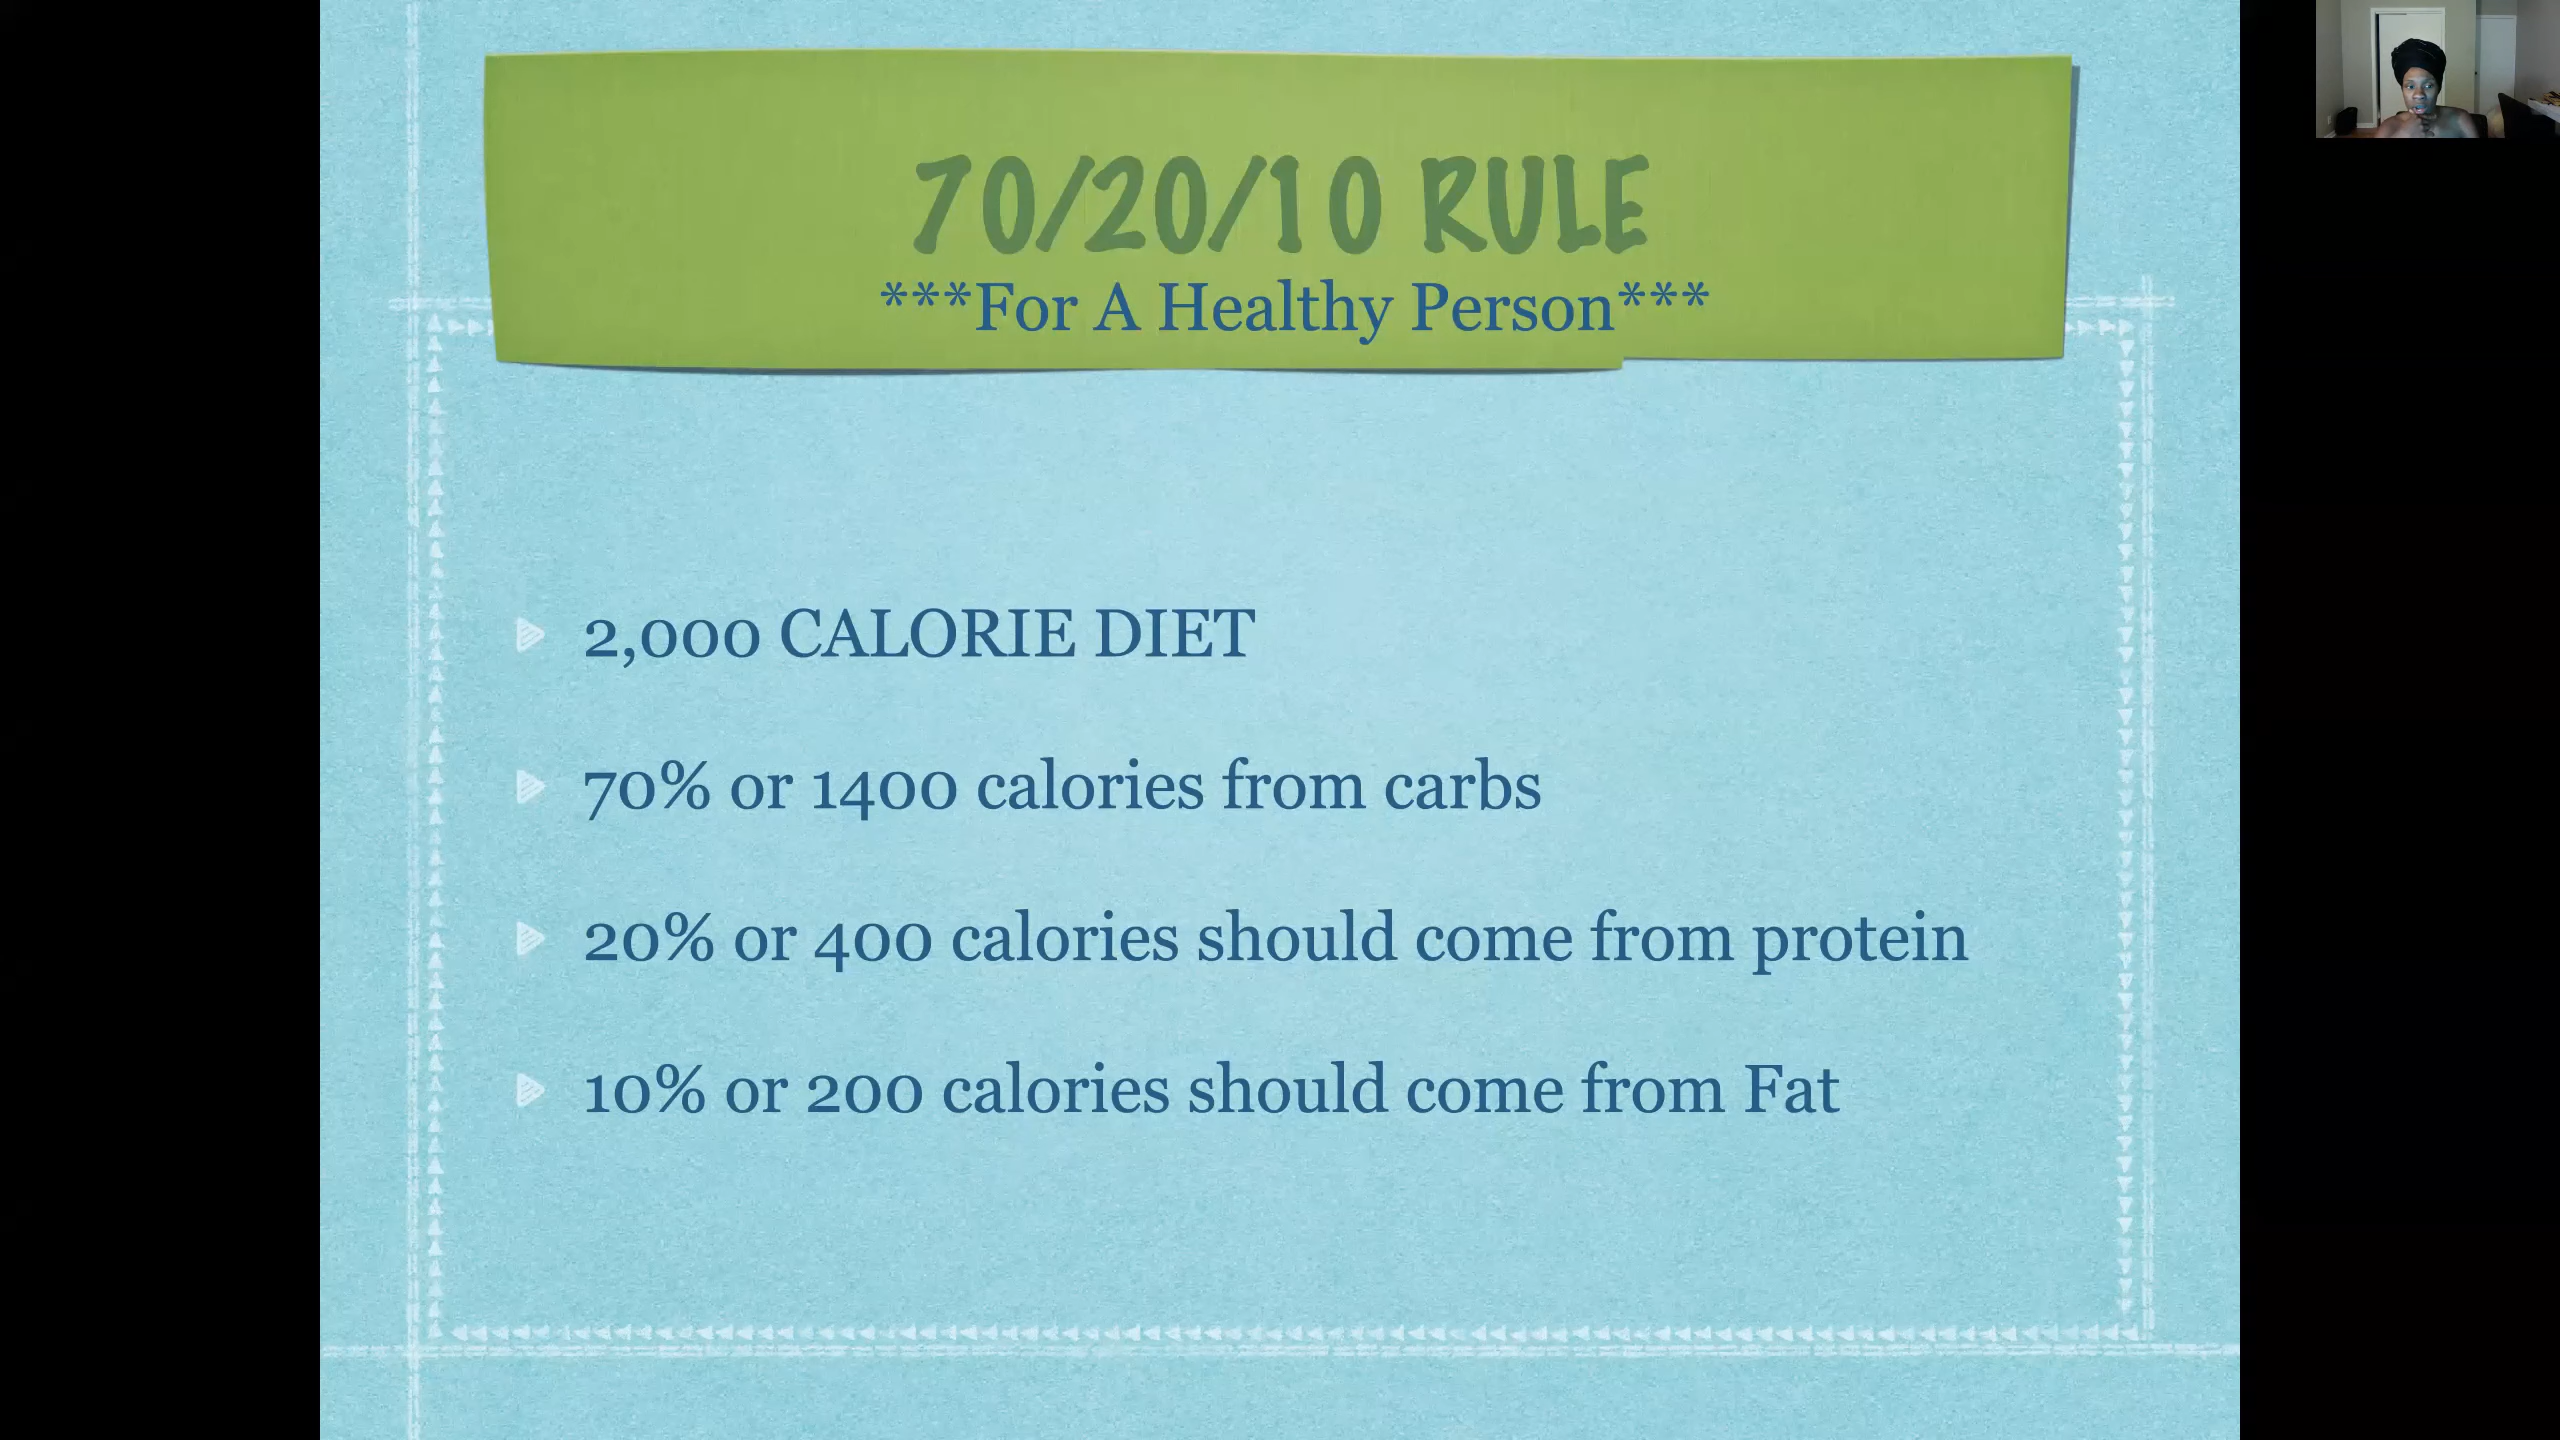 70/20/10 RULE
***For A Healthy Person***
2,000 CALORIE DIET
70% or 1400 calories from carbs
20% or 400 calories should come from protein
10% or 200 calories should come from Fat